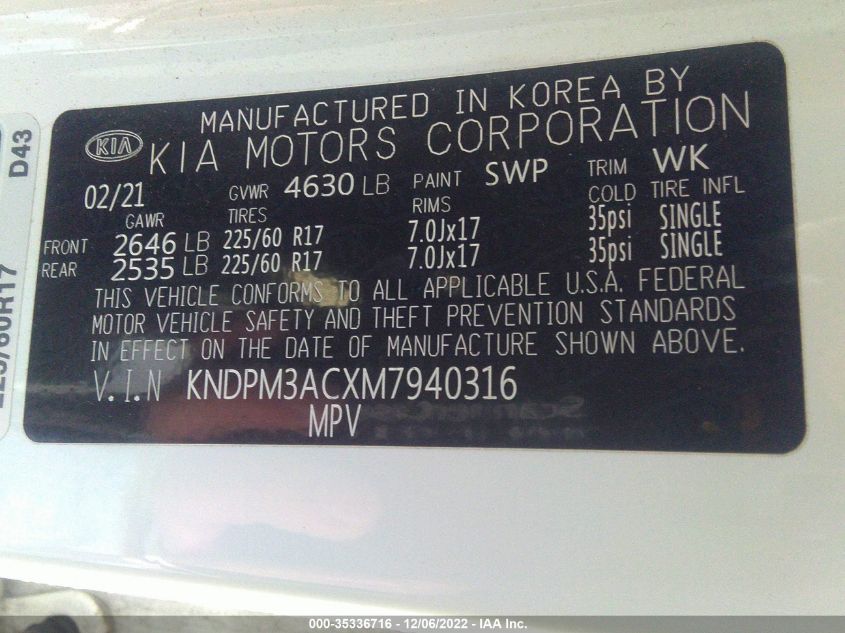 MANUFACTURED IN KOREA BY
KIA KIA MOTORS CORPORATION
02/21 GVWR 4630 LB PAINT SWP TRIM WK
GAWR TIRES RIMS COLD TIRE INFL
FRONT 2646 LB 225/60 R17 7.0Jx17 35psi SINGLE
REAR 2535 LB 225/60 R17 7.0Jx17 35psi SINGLE
THIS VEHICLE CONFORMS TO ALL APPLICABLE U.S.A. FEDERAL
MOTOR VEHICLE SAFETY AND THEFT PREVENTION STANDARDS
IN EFFECT ON THE DATE OF MANUFACTURE SHOWN ABOVE.
V.I.N KNDPM3ACXM7940316
MPV
D43
000-35336716 - 12/06/2022 - IAA Inc.